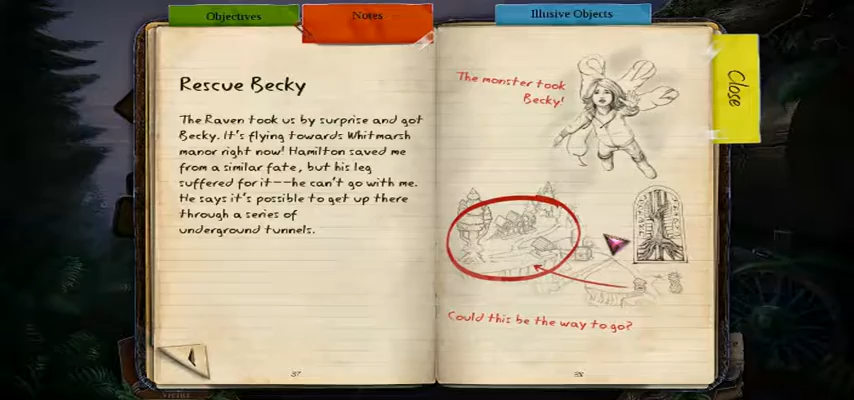 Objectives
Notes
Illusive Objects
Close
Rescue Becky
The Raven took us by surprise and got
Becky. It's flying towards Whitmarsh
manor right now! Hamilton saved me
from a similar fate, but his leg
suffered for it--he can't go with me.
He says it's possible to get up there
through a series of
underground tunnels.
37
The monster took
Becky!
Could this be the way to go?
38